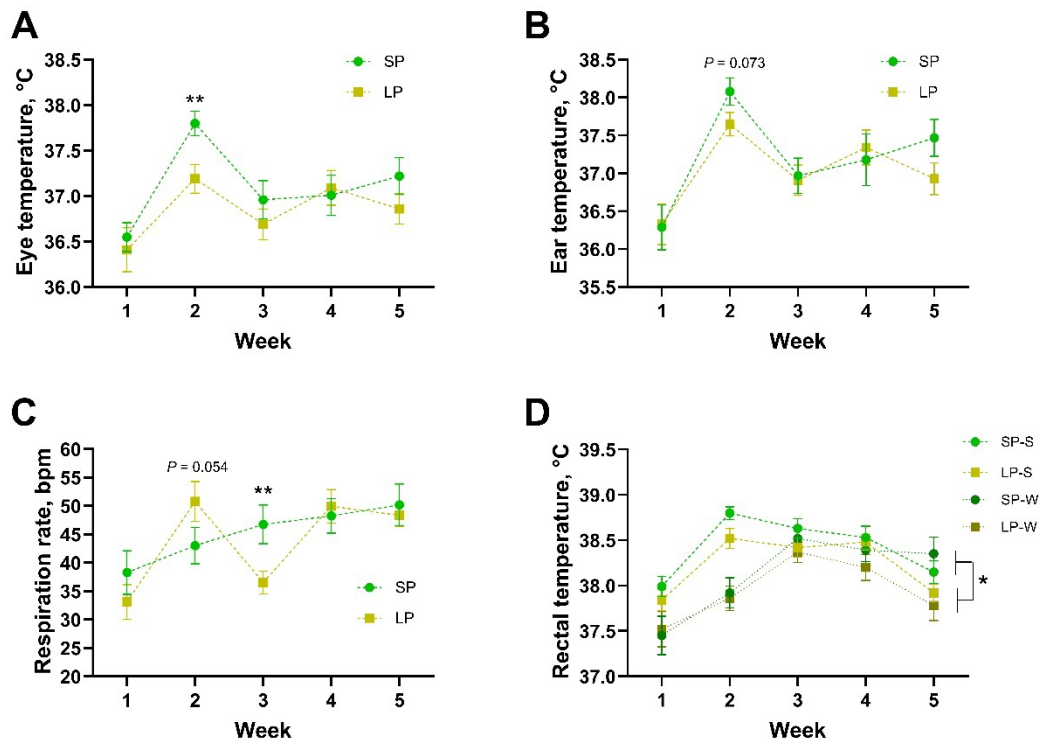 A
Eye temperature, °C
38.5
38.0
37.5
37.0
36.5
36.0
**
SP
LP
1 2 3 4 5
Week
B
Ear temperature, °C
38.5
38.0
37.5
37.0
36.5
36.0
35.5
P = 0.073
SP
LP
1 2 3 4 5
Week
C
Respiration rate, bpm
60
55
50
45
40
35
30
25
20
P = 0.054
**
SP
LP
1 2 3 4 5
Week
D
Rectal temperature, °C
39.5
39.0
38.5
38.0
37.5
37.0
SP-S
LP-S
SP-W
LP-W
*
1 2 3 4 5
Week